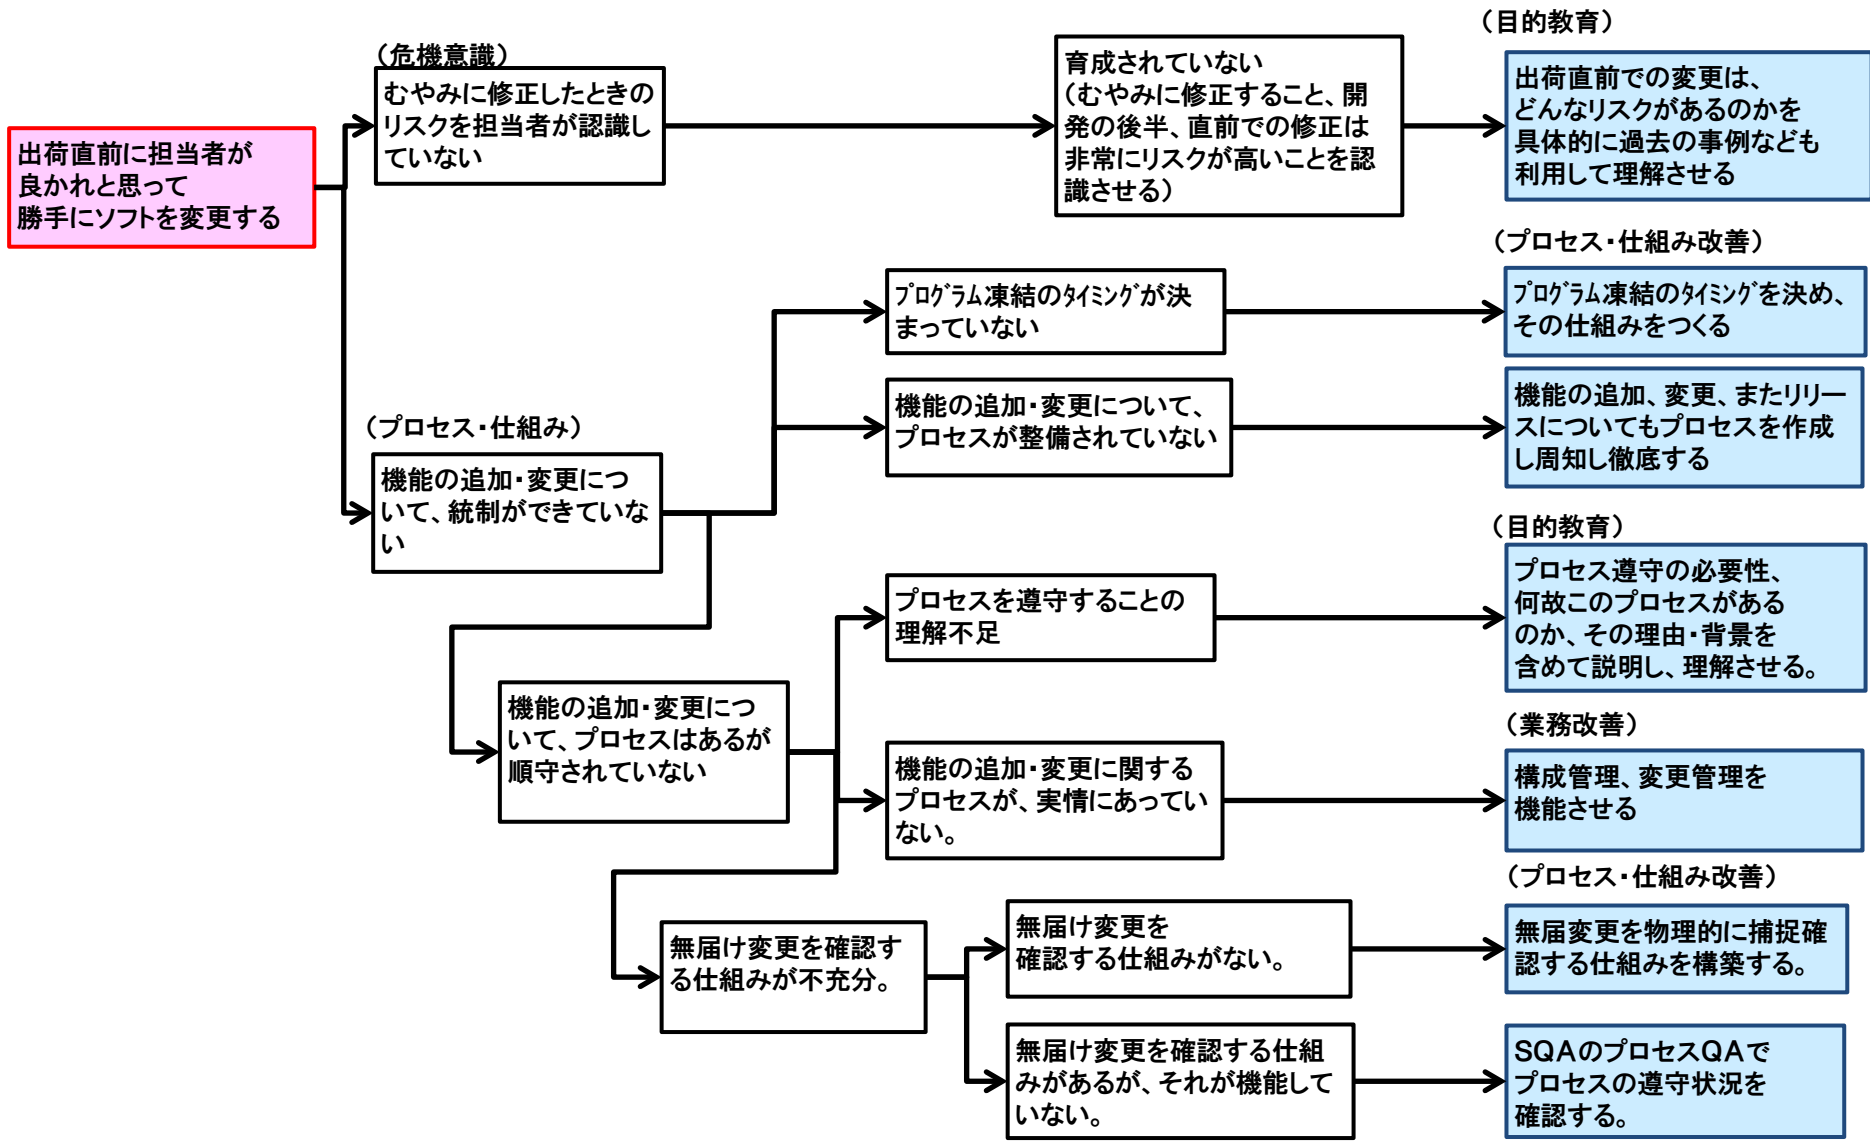 出荷直前に担当者が
良かれと思って
勝手にソフトを変更する
（危機意識）
むやみに修正したときの
リスクを担当者が認識し
ていない
育成されていない
（むやみに修正すること、開
発の後半、直前での修正は
非常にリスクが高いことを認
識させる）
（目的教育）
出荷直前での変更は、
どんなリスクがあるのかを
具体的に過去の事例なども
利用して理解させる
（プロセス・仕組み）
機能の追加・変更につ
いて、統制ができていな
い
ﾌﾟﾛｸﾞﾗﾑ凍結のﾀｲﾐﾝｸﾞが決
まっていない
（プロセス・仕組み改善）
ﾌﾟﾛｸﾞﾗﾑ凍結のﾀｲﾐﾝｸﾞを決め、
その仕組みをつくる
機能の追加・変更について、
プロセスが整備されていない
機能の追加、変更、またリリー
スについてもプロセスを作成
し周知し徹底する
機能の追加・変更につ
いて、プロセスはあるが
順守されていない
プロセスを遵守することの
理解不足
（目的教育）
プロセス遵守の必要性、
何故このプロセスがある
のか、その理由・背景を
含めて説明し、理解させる。
機能の追加・変更に関する
プロセスが、実情にあってい
ない。
（業務改善）
構成管理、変更管理を
機能させる
無届け変更を確認す
る仕組みが不充分。
無届け変更を
確認する仕組みがない。
（プロセス・仕組み改善）
無届変更を物理的に捕捉確
認する仕組みを構築する。
無届け変更を確認する仕組
みがあるが、それが機能して
いない。
SQAのプロセスQAで
プロセスの遵守状況を
確認する。